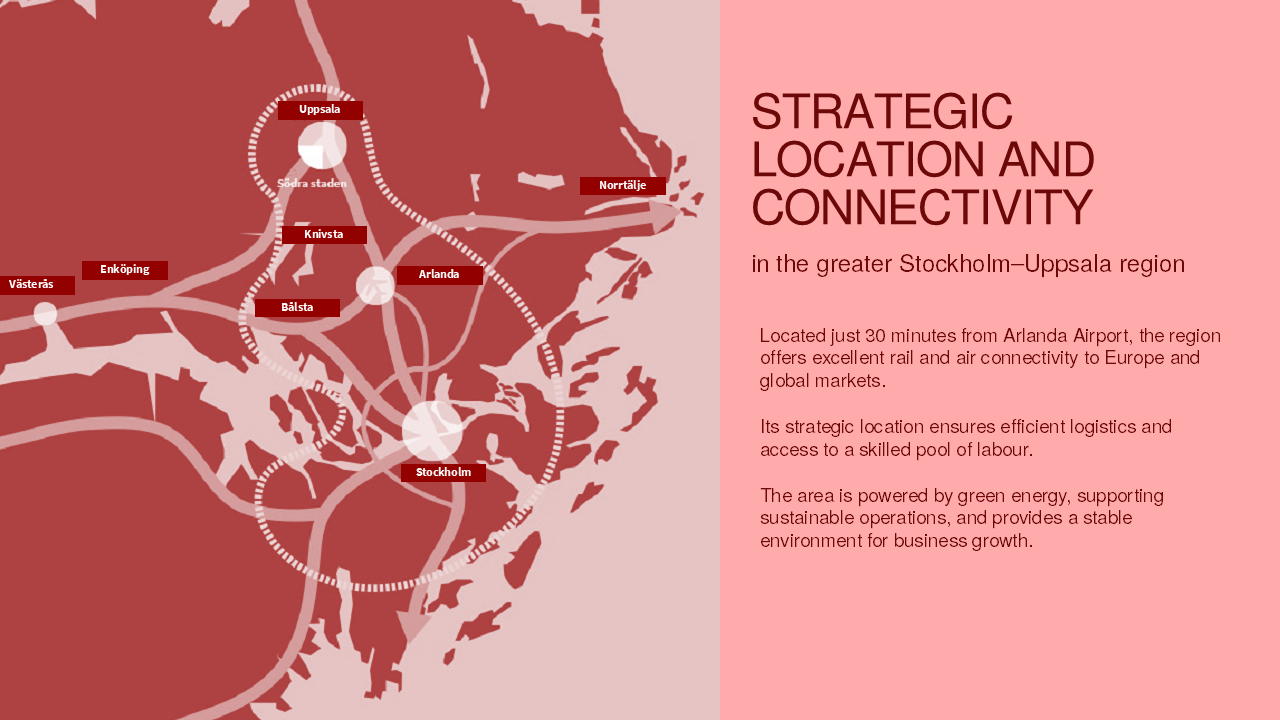 Uppsala
Södra staden
Norrtälje
Knivsta
Enköping
Arlanda
Västerås
Bålsta
Stockholm
STRATEGIC
LOCATION AND
CONNECTIVITY
in the greater Stockholm–Uppsala region
Located just 30 minutes from Arlanda Airport, the region
offers excellent rail and air connectivity to Europe and
global markets.
Its strategic location ensures efficient logistics and
access to a skilled pool of labour.
The area is powered by green energy, supporting
sustainable operations, and provides a stable
environment for business growth.